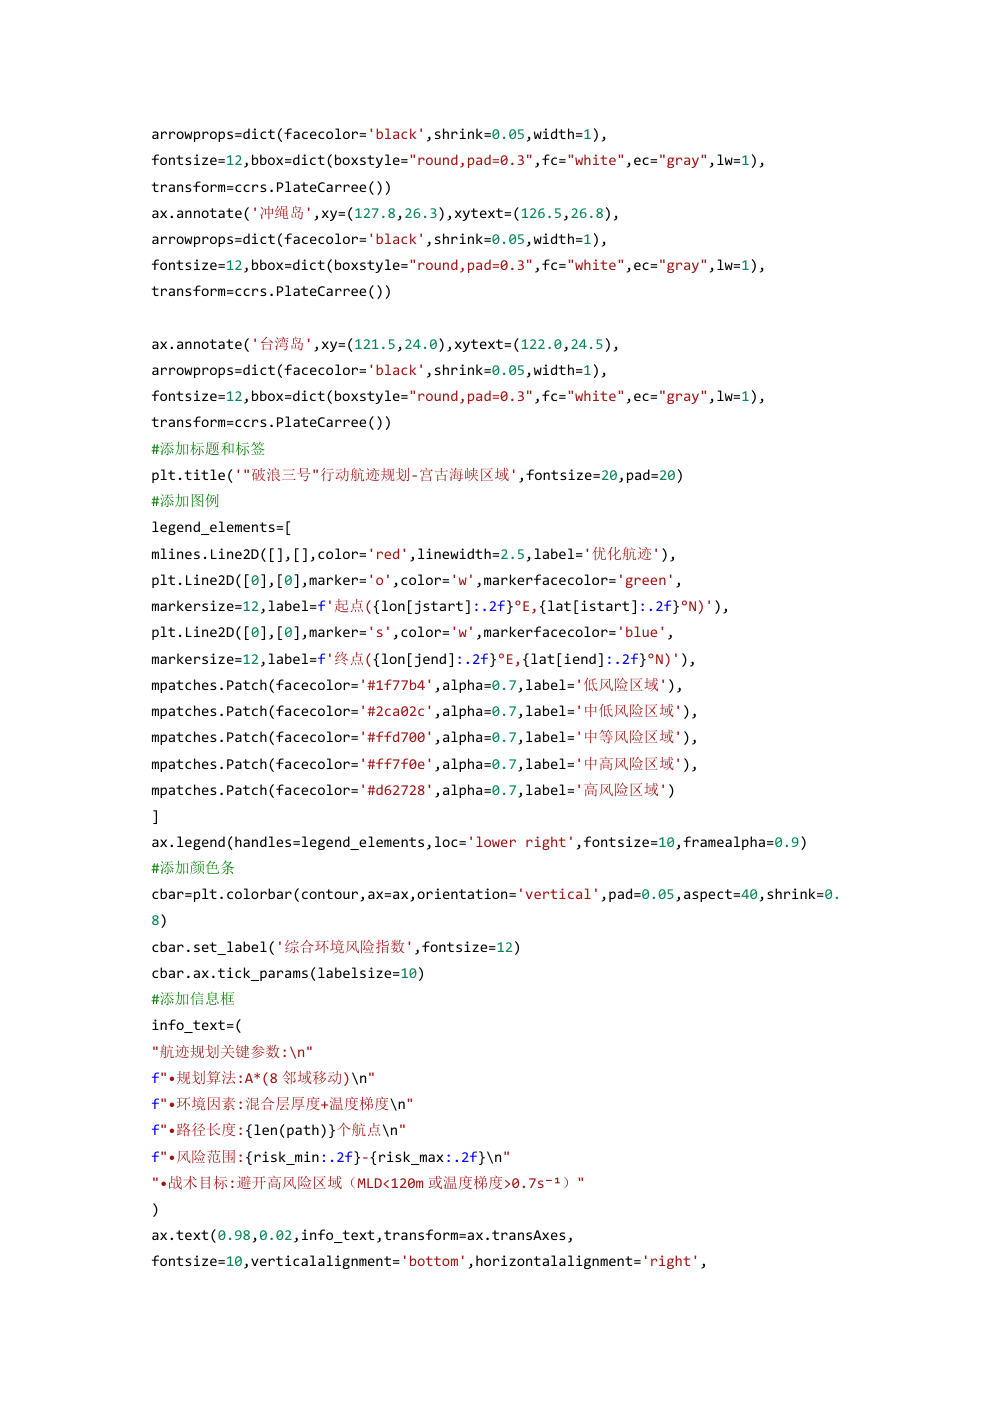 arrowprops=dict(facecolor='black',shrink=0.05,width=1),
fontsize=12,bbox=dict(boxstyle="round,pad=0.3",fc="white",ec="gray",lw=1),
transform=ccrs.PlateCarree())
ax.annotate('冲绳岛',xy=(127.8,26.3),xytext=(126.5,26.8),
arrowprops=dict(facecolor='black',shrink=0.05,width=1),
fontsize=12,bbox=dict(boxstyle="round,pad=0.3",fc="white",ec="gray",lw=1),
transform=ccrs.PlateCarree())
ax.annotate('台湾岛',xy=(121.5,24.0),xytext=(122.0,24.5),
arrowprops=dict(facecolor='black',shrink=0.05,width=1),
fontsize=12,bbox=dict(boxstyle="round,pad=0.3",fc="white",ec="gray",lw=1),
transform=ccrs.PlateCarree())
#添加标题和标签
plt.title('"破浪三号"行动航迹规划-宫古海峡区域',fontsize=20,pad=20)
#添加图例
legend_elements=[
mlines.Line2D([],[],color='red',linewidth=2.5,label='优化航迹'),
plt.Line2D([0],[0],marker='o',color='w',markerfacecolor='green',
markersize=12,label=f'起点({lon[jstart]:.2f}°E,{lat[istart]:.2f}°N)'),
plt.Line2D([0],[0],marker='s',color='w',markerfacecolor='blue',
markersize=12,label=f'终点({lon[jend]:.2f}°E,{lat[iend]:.2f}°N)'),
mpatches.Patch(facecolor='#1f77b4',alpha=0.7,label='低风险区域'),
mpatches.Patch(facecolor='#2ca02c',alpha=0.7,label='中低风险区域'),
mpatches.Patch(facecolor='#ffd700',alpha=0.7,label='中等风险区域'),
mpatches.Patch(facecolor='#ff7f0e',alpha=0.7,label='中高风险区域'),
mpatches.Patch(facecolor='#d62728',alpha=0.7,label='高风险区域')
]
ax.legend(handles=legend_elements,loc='lower right',fontsize=10,framealpha=0.9)
#添加颜色条
cbar=plt.colorbar(contour,ax=ax,orientation='vertical',pad=0.05,aspect=40,shrink=0.
8)
cbar.set_label('综合环境风险指数',fontsize=12)
cbar.ax.tick_params(labelsize=10)
#添加信息框
info_text=(
"航迹规划关键参数:\n"
f"•规划算法:A*(8邻域移动)\n"
f"•环境因素:混合层厚度+温度梯度\n"
f"•路径长度:{len(path)}个航点\n"
f"•风险范围:{risk_min:.2f}-{risk_max:.2f}\n"
"•战术目标:避开高风险区域（MLD<120m或温度梯度>0.7s⁻¹）"
)
ax.text(0.98,0.02,info_text,transform=ax.transAxes,
fontsize=10,verticalalignment='bottom',horizontalalignment='right',